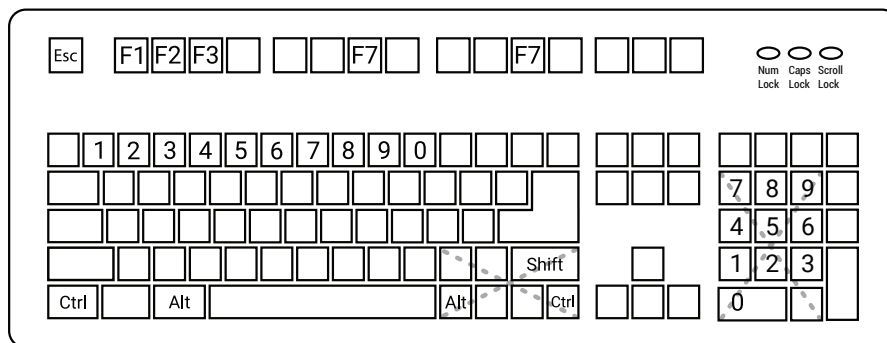 Esc F1 F2 F3 F7 F7
Num Caps Scroll
Lock Lock Lock
1 2 3 4 5 6 7 8 9 0
7 8 9
4 5 6
Shift 1 2 3
Ctrl Alt Alt Ctrl 0